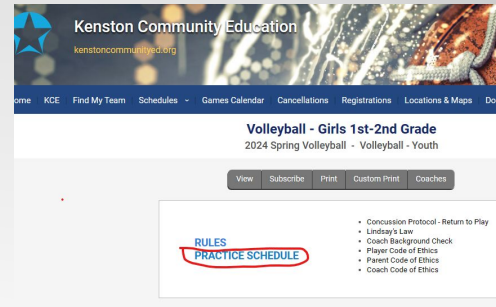 Kenston Community Education
kenstoncommunityed.org
ome KCE Find My Team Schedules Games Calendar Cancellations Registrations Locations & Maps Do
Volleyball - Girls 1st-2nd Grade
2024 Spring Volleyball - Volleyball - Youth
View Subscribe Print Custom Print Coaches
RULES
PRACTICE SCHEDULE
• Concussion Protocol - Return to Play
• Lindsay's Law
• Coach Background Check
• Player Code of Ethics
• Parent Code of Ethics
• Coach Code of Ethics